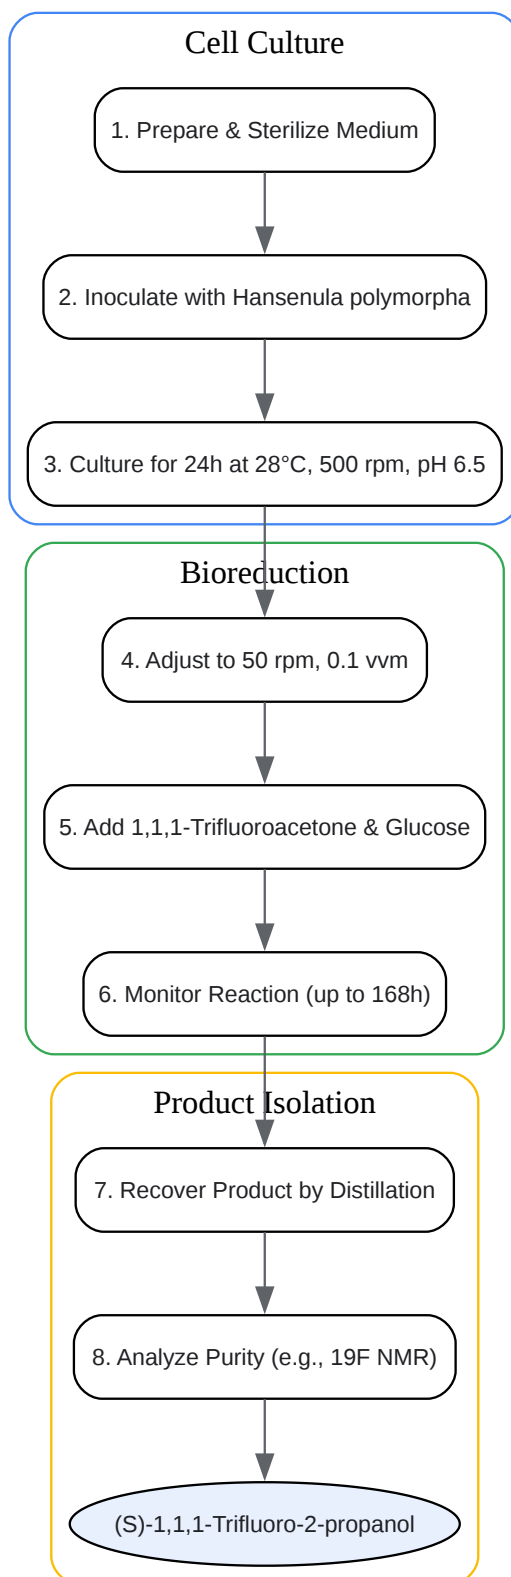 Cell Culture
1. Prepare & Sterilize Medium
2. Inoculate with Hansenula polymorpha
3. Culture for 24h at 28°C, 500 rpm, pH 6.5
Bioreduction
4. Adjust to 50 rpm, 0.1 vvm
5. Add 1,1,1-Trifluoroacetone & Glucose
6. Monitor Reaction (up to 168h)
Product Isolation
7. Recover Product by Distillation
8. Analyze Purity (e.g., 19F NMR)
(S)-1,1,1-Trifluoro-2-propanol